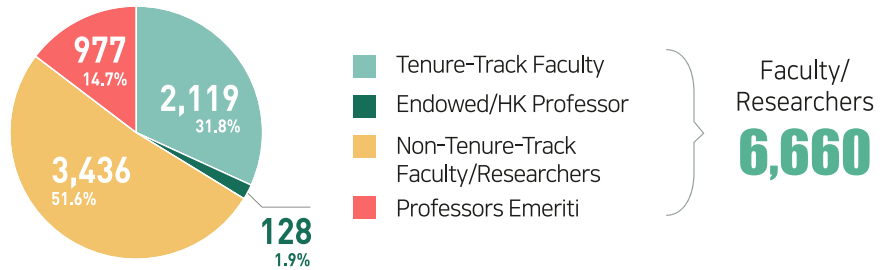 977
14.7%
2,119
31.8%
3,436
51.6%
128
1.9%
Tenure-Track Faculty
Endowed/HK Professor
Non-Tenure-Track
Faculty/Researchers
Professors Emeriti
Faculty/
Researchers
6,660